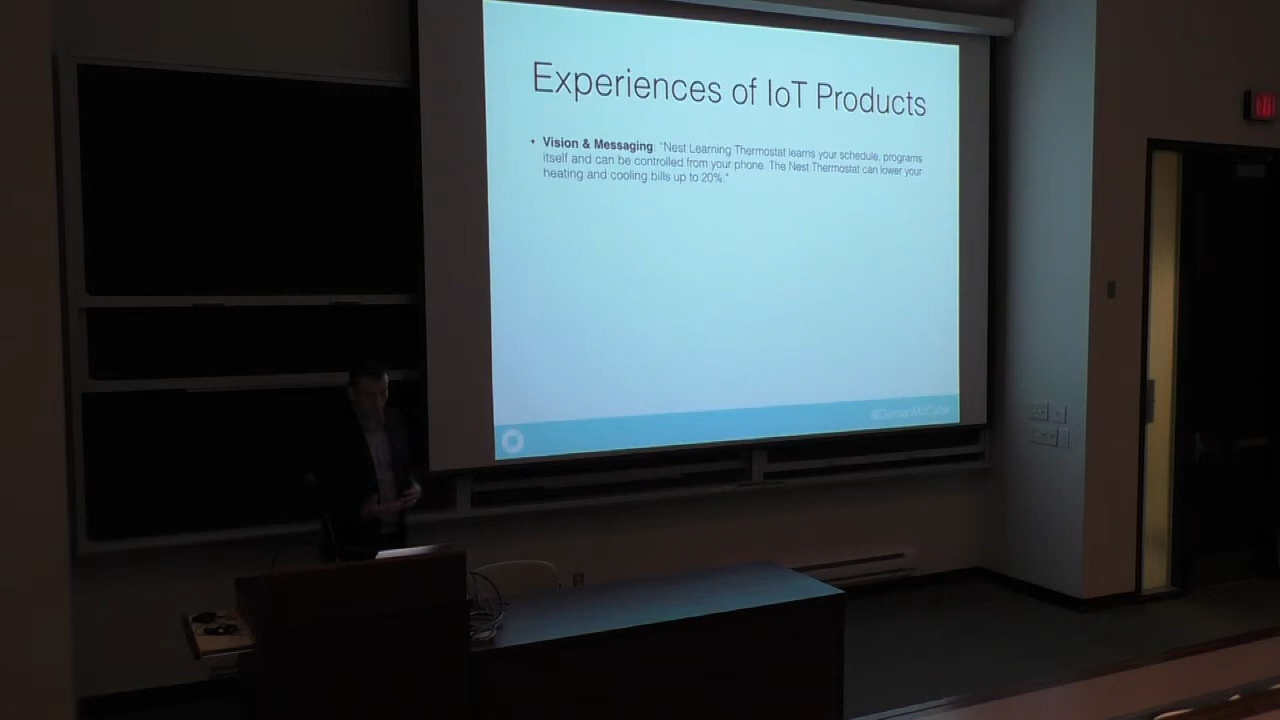 Experiences of IoT Products
• Vision & Messaging: "Nest Learning Thermostat learns your schedule, programs
itself and can be controlled from your phone. The Nest Thermostat can lower your
heating and cooling bills up to 20%."